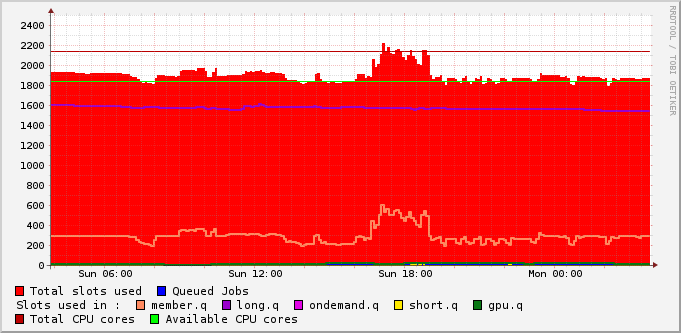 2400
2200
2000
1800
1600
1400
1200
1000
800
600
400
200
0
Sun 06:00 Sun 12:00 Sun 18:00 Mon 00:00
Total slots used Queued Jobs
Slots used in : member.q long.q ondemand.q short.q gpu.q
Total CPU cores Available CPU cores
RRDTOOL / TOBI OETIKER